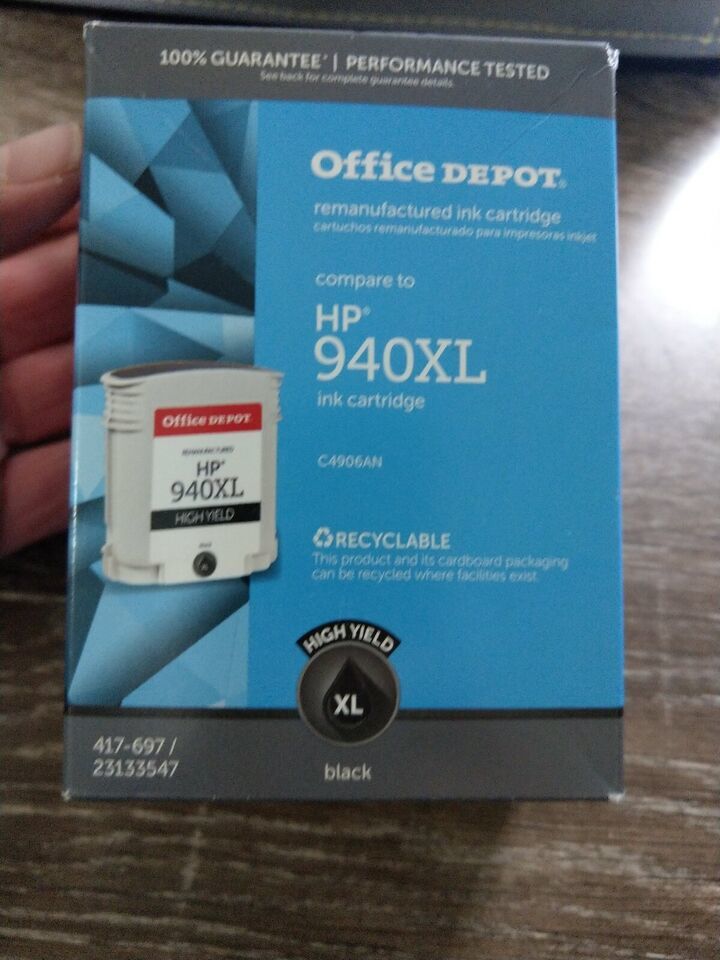 100% GUARANTEE* | PERFORMANCE TESTED
See back for complete guarantee details.
Office DEPOT®
remanufactured ink cartridge
cartuchos remanufacturado para impresoras inkjet
compare to
HP®
940XL
ink cartridge
C4906AN
Office DEPOT
REMANUFACTURED
HP®
940XL
HIGH YIELD
black
RECYCLABLE
This product and its cardboard packaging
can be recycled where facilities exist.
HIGH YIELD
XL
417-697 /
23133547
black